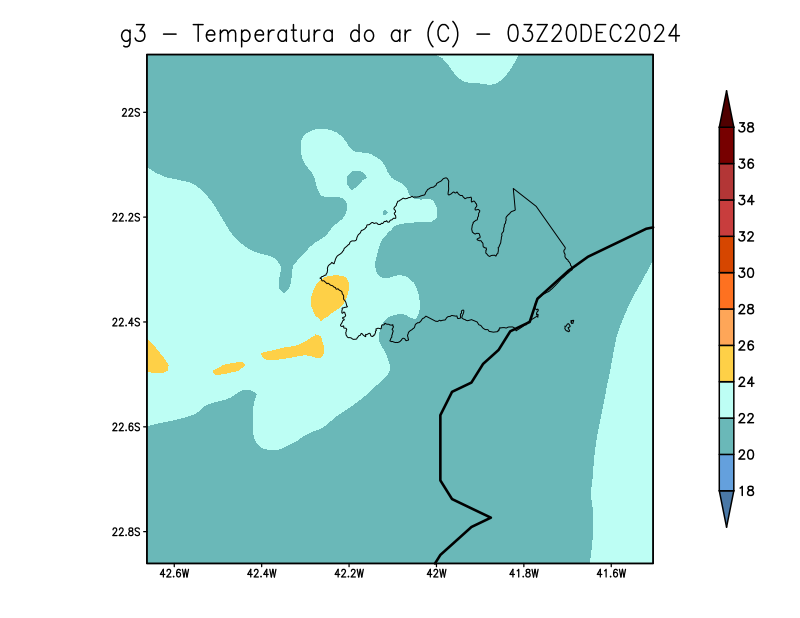 g3 - Temperatura do ar (C) - 03Z20DEC2024
22S
22.2S
22.4S
22.6S
22.8S
42.6W
42.4W
42.2W
42W
41.8W
41.6W
38
36
34
32
30
28
26
24
22
20
18